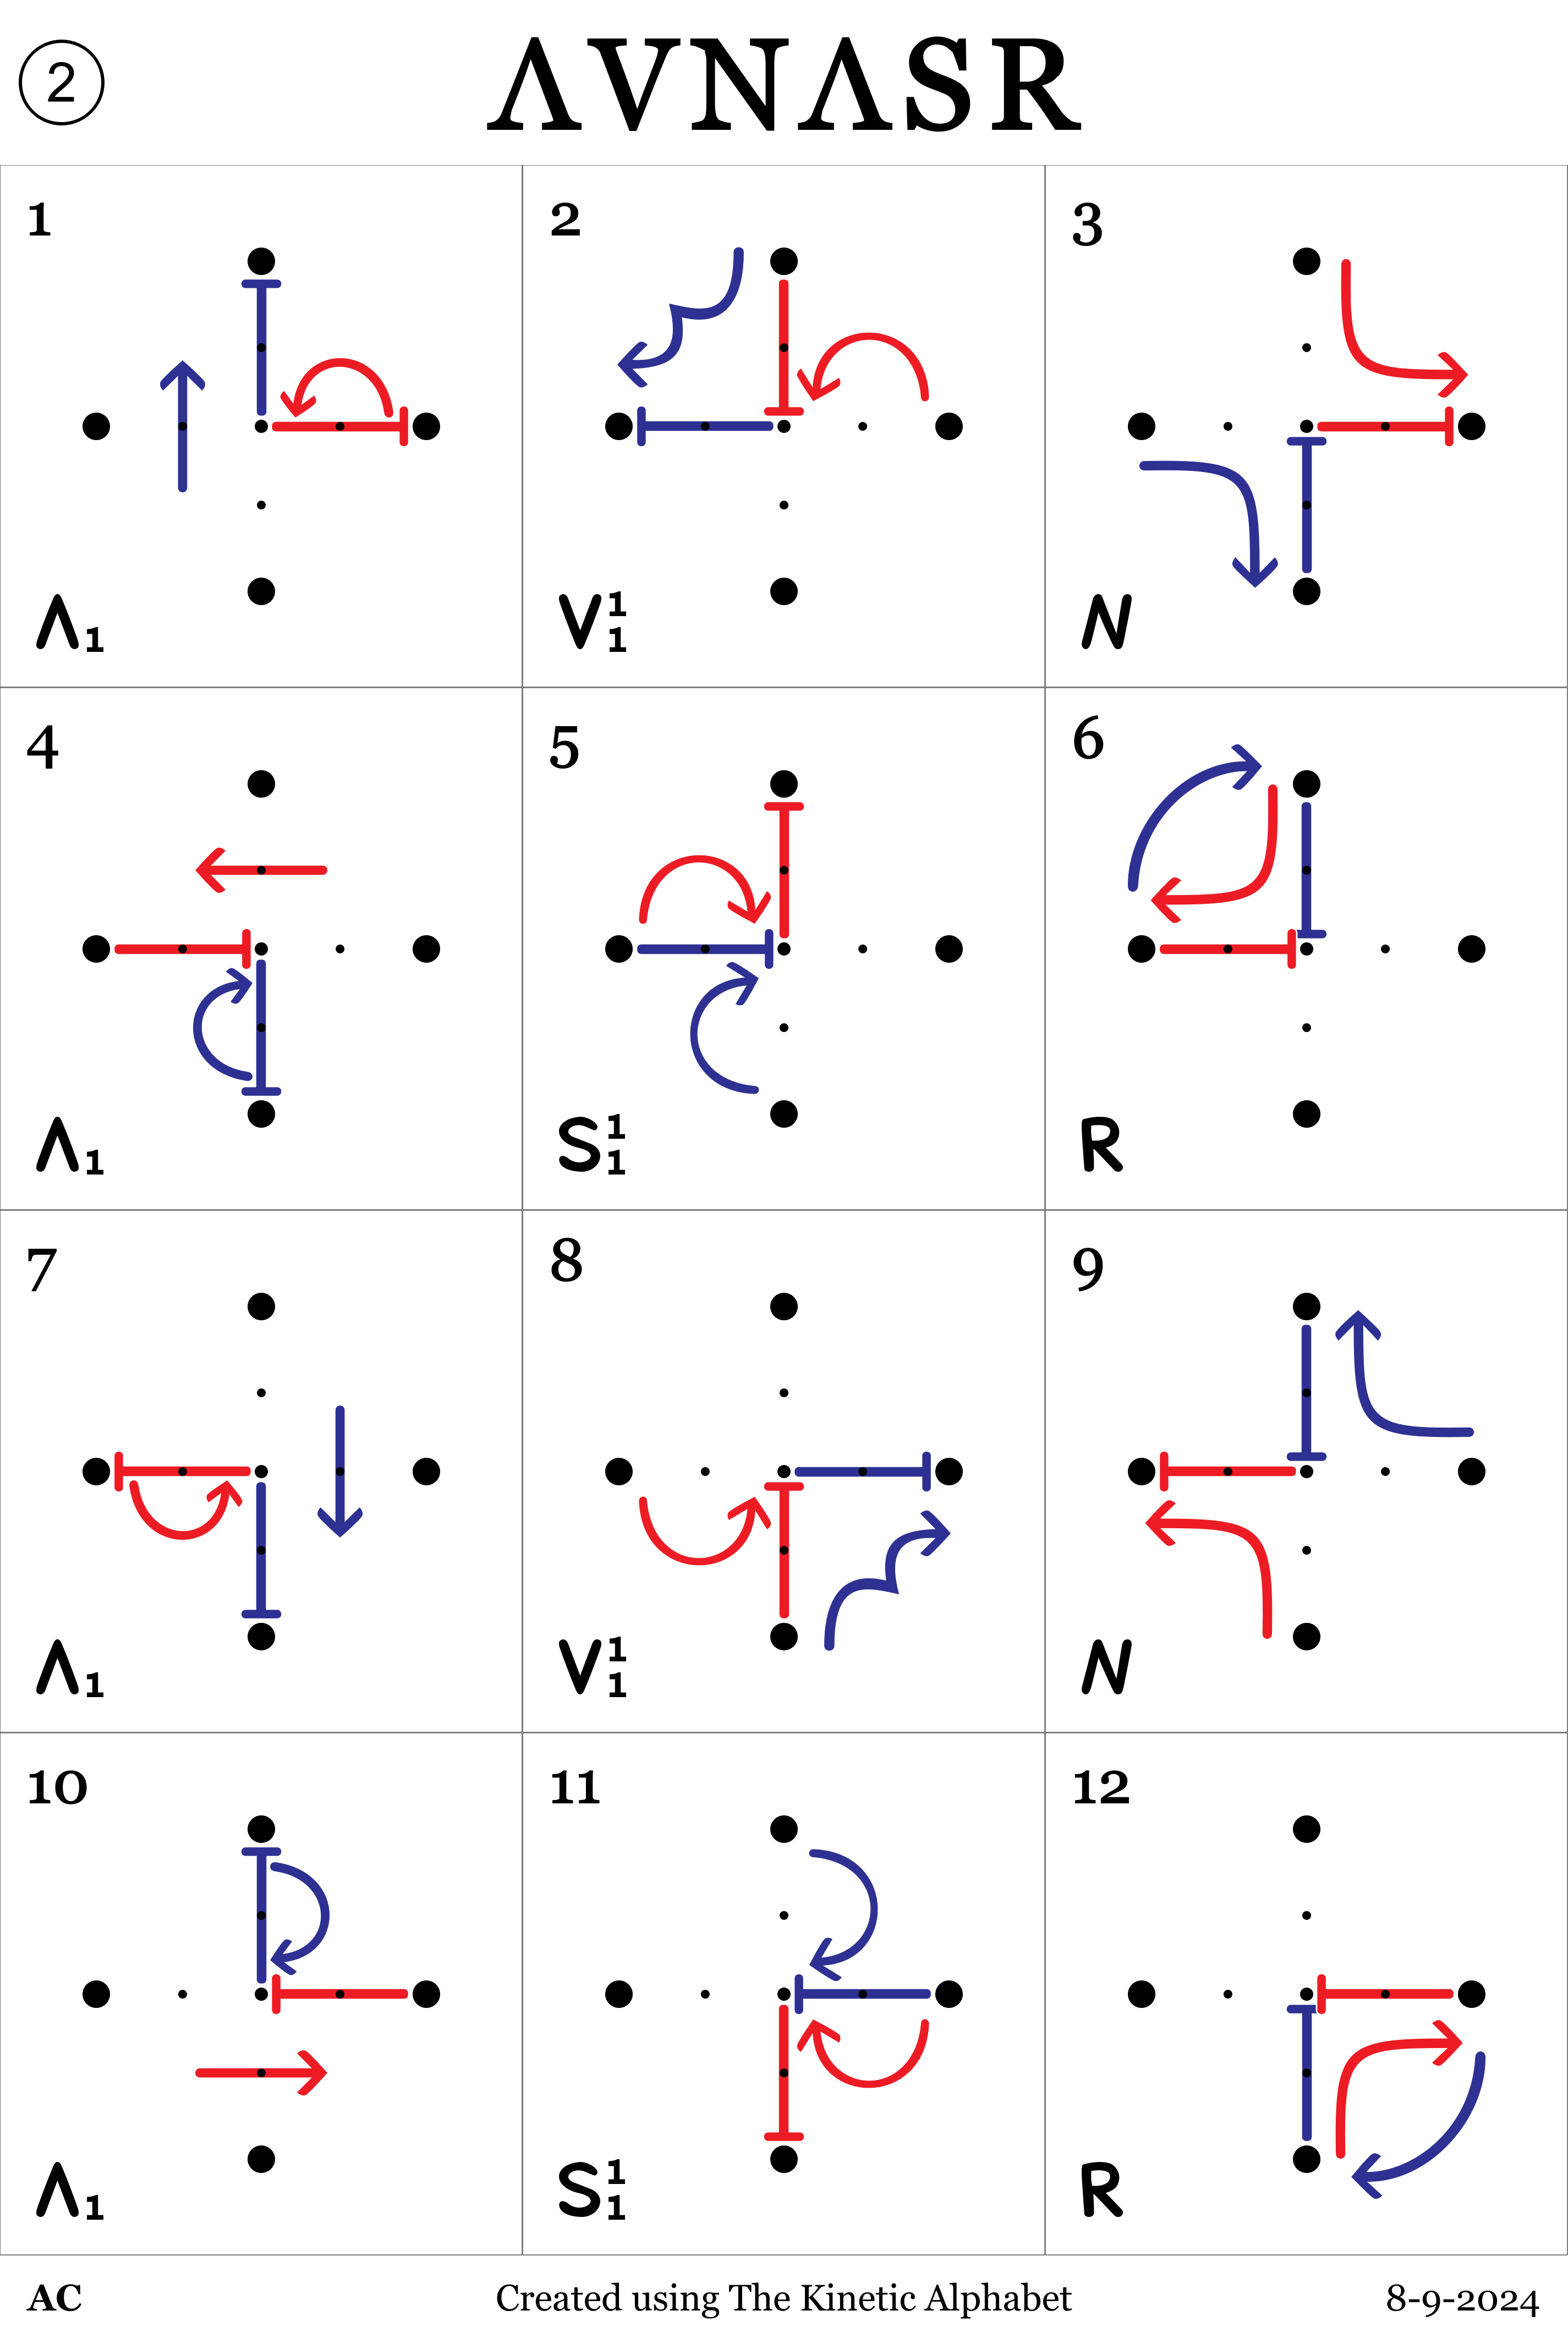 2
ΛVNΛSR
1
2
3
Λ1
V11
N
4
5
6
Λ1
S11
R
7
8
9
Λ1
V11
N
10
11
12
Λ1
S11
R
AC Created using The Kinetic Alphabet 8-9-2024